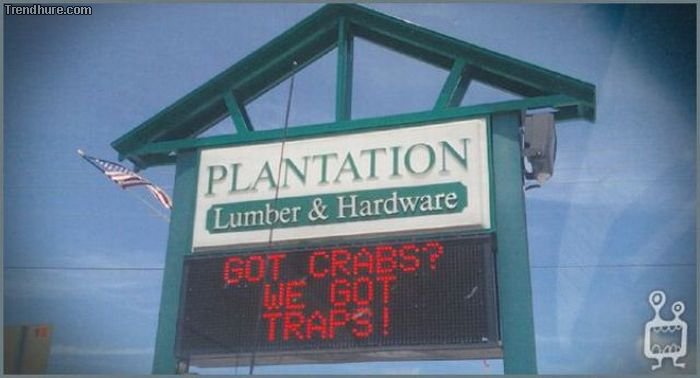 Trendhure.com
PLANTATION
Lumber & Hardware
GOT CRABS?
WE GOT
TRAPS!